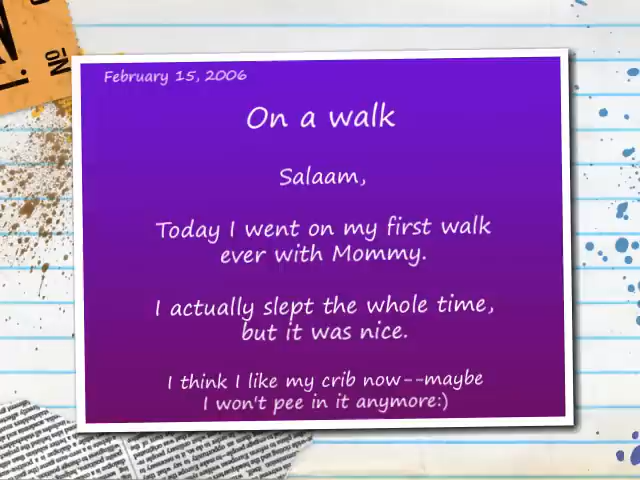 February 15, 2006
On a walk
Salaam,
Today I went on my first walk
ever with Mommy.
I actually slept the whole time,
but it was nice.
I think I like my crib now--maybe
I won't pee in it anymore:)